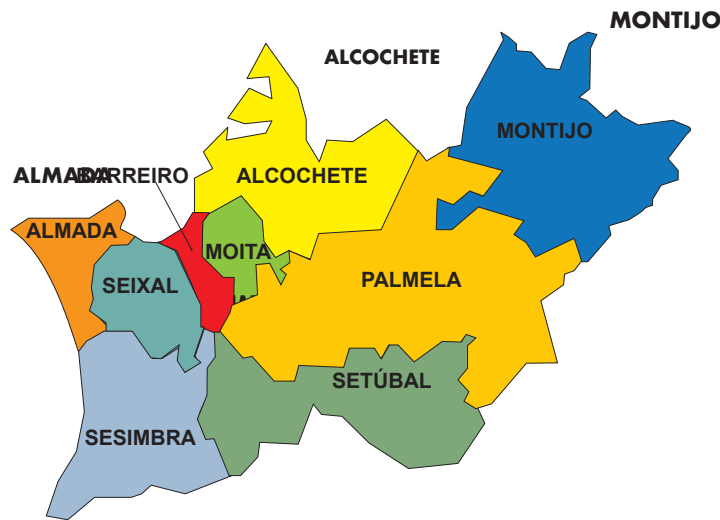 MONTIJO
ALCOCHETE
MONTIJO
ALMADA
BARREIRO
ALCOCHETE
ALMADA
MOITA
SEIXAL
PALMELA
SETÚBAL
SESIMBRA